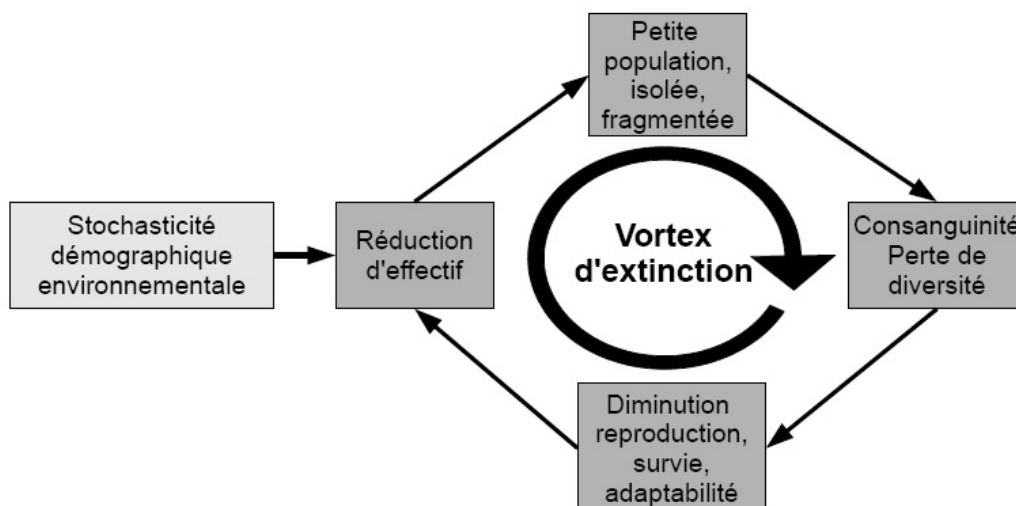 Petite
population,
isolée,
fragmentée
Stochasticité
démographique
environnementale
Réduction
d'effectif
Vortex
d'extinction
Consanguinité
Perte de
diversité
Diminution
reproduction,
survie,
adaptabilité